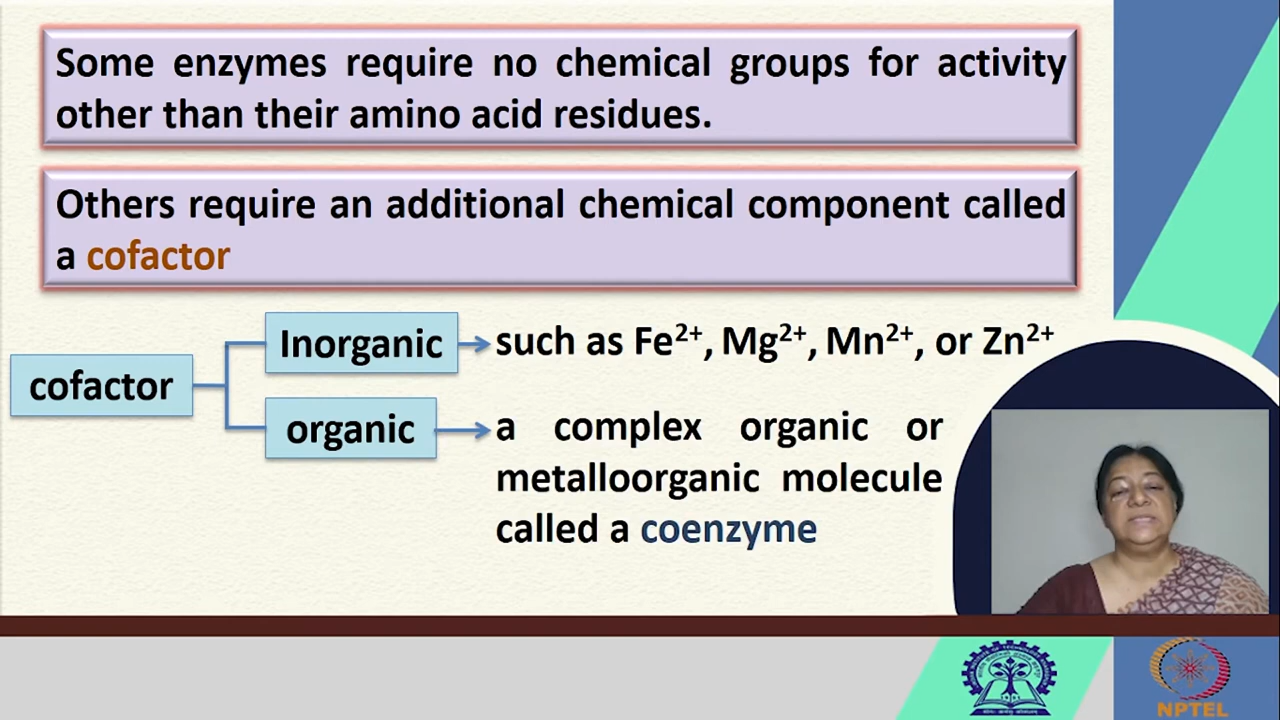 Some enzymes require no chemical groups for activity
other than their amino acid residues.
Others require an additional chemical component called
a cofactor
cofactor
Inorganic
such as Fe²⁺, Mg²⁺, Mn²⁺, or Zn²⁺
organic
a complex organic or
metalloorganic molecule
called a coenzyme
NPTEL